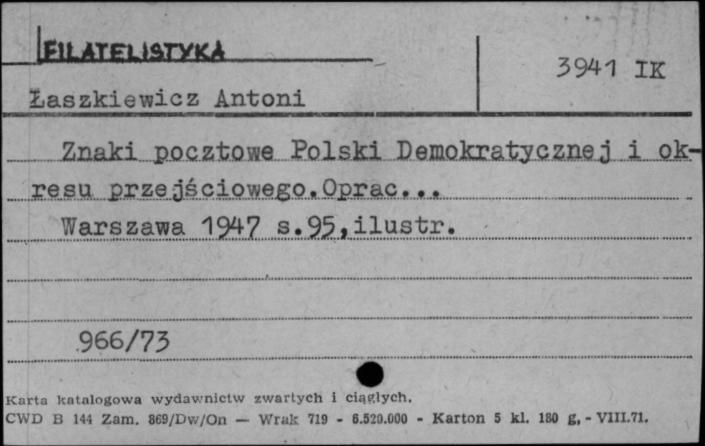 FILATELISTYKA
3941 IK
Łaszkiewicz Antoni
Znaki pocztowe Polski Demokratycznej i ok-
resu przejściowego.Oprac...
Warszawa 1947 s.95,ilustr.
966/73
Karta katalogowa wydawnictw zwartych i ciągłych.
CWD B 144 Zam. 869/Dw/On — Wrak 719 - 6.520.000 - Karton 5 kl. 180 g, - VIII.71.